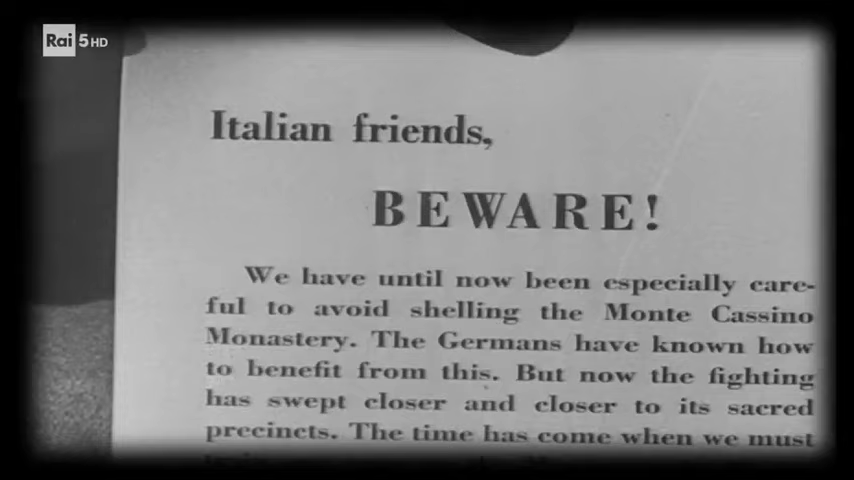 Rai 5 HD
Italian friends,
BEWARE!
We have until now been especially care-
ful to avoid shelling the Monte Cassino
Monastery. The Germans have known how
to benefit from this. But now the fighting
has swept closer and closer to its sacred
precincts. The time has come when we must